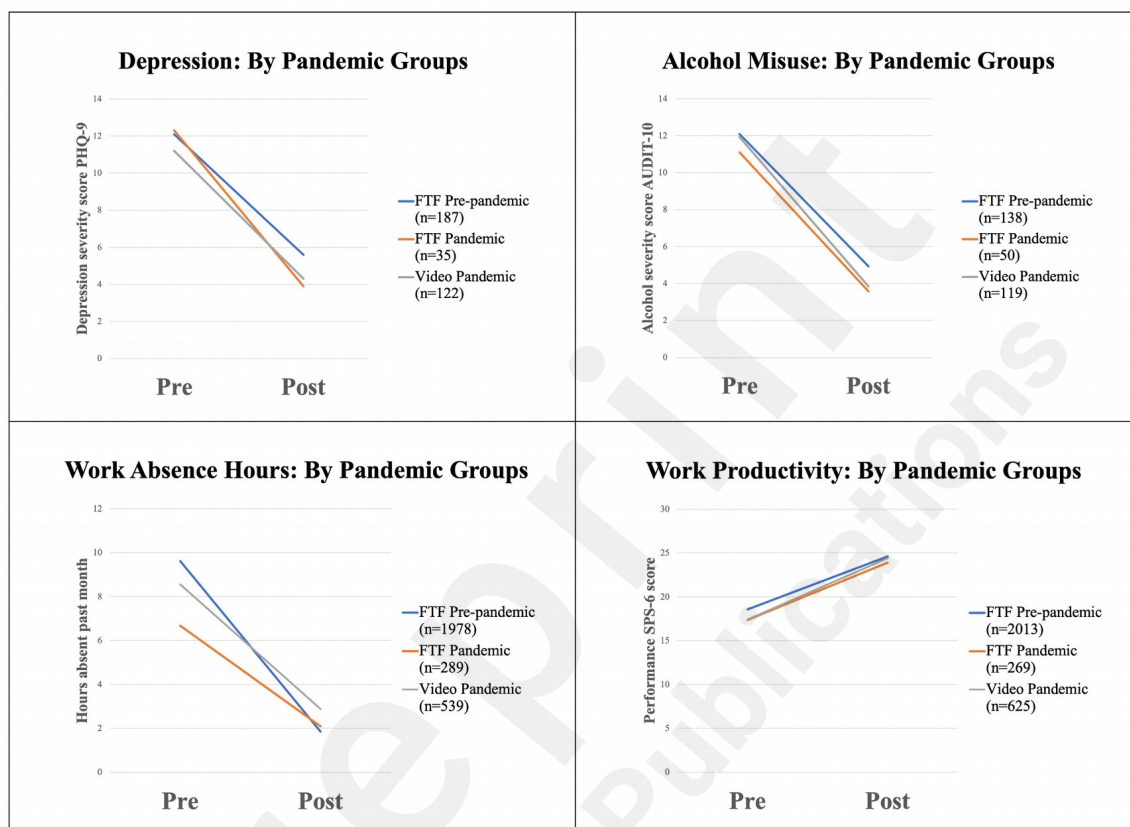 Depression: By Pandemic Groups
Depression severity score PHQ-9
14
12
10
8
6
4
2
0
Pre Post
FTF Pre-pandemic
(n=187)
FTF Pandemic
(n=35)
Video Pandemic
(n=122)
Alcohol Misuse: By Pandemic Groups
Alcohol severity score AUDIT-10
14
12
10
8
6
4
2
0
Pre Post
FTF Pre-pandemic
(n=138)
FTF Pandemic
(n=50)
Video Pandemic
(n=119)
Work Absence Hours: By Pandemic Groups
Hours absent past month
12
10
8
6
4
2
0
Pre Post
FTF Pre-pandemic
(n=1978)
FTF Pandemic
(n=289)
Video Pandemic
(n=539)
Work Productivity: By Pandemic Groups
Performance SPS-6 score
30
25
20
15
10
5
0
Pre Post
FTF Pre-pandemic
(n=2013)
FTF Pandemic
(n=269)
Video Pandemic
(n=625)
eprint
Publications